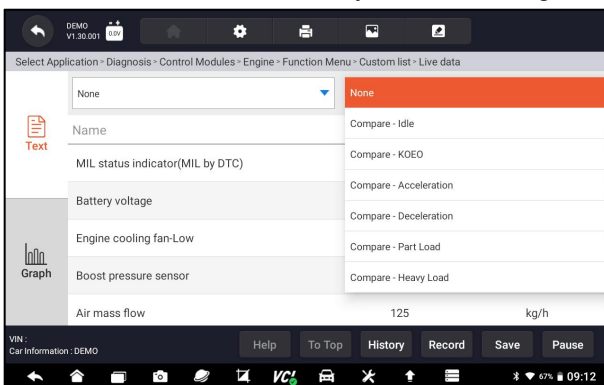 DEMO
V1.30.001 0.0V
Select Application > Diagnosis > Control Modules > Engine > Function Menu > Custom list > Live data
None
None
Compare - Idle
Compare - KOEO
Compare - Acceleration
Compare - Deceleration
Compare - Part Load
Compare - Heavy Load
Text
Graph
Name
MIL status indicator(MIL by DTC)
Battery voltage
Engine cooling fan-Low
Boost pressure sensor
Air mass flow 125 kg/h
VIN :
Car Information : DEMO
Help To Top History Record Save Pause
VCI 67% 09:12